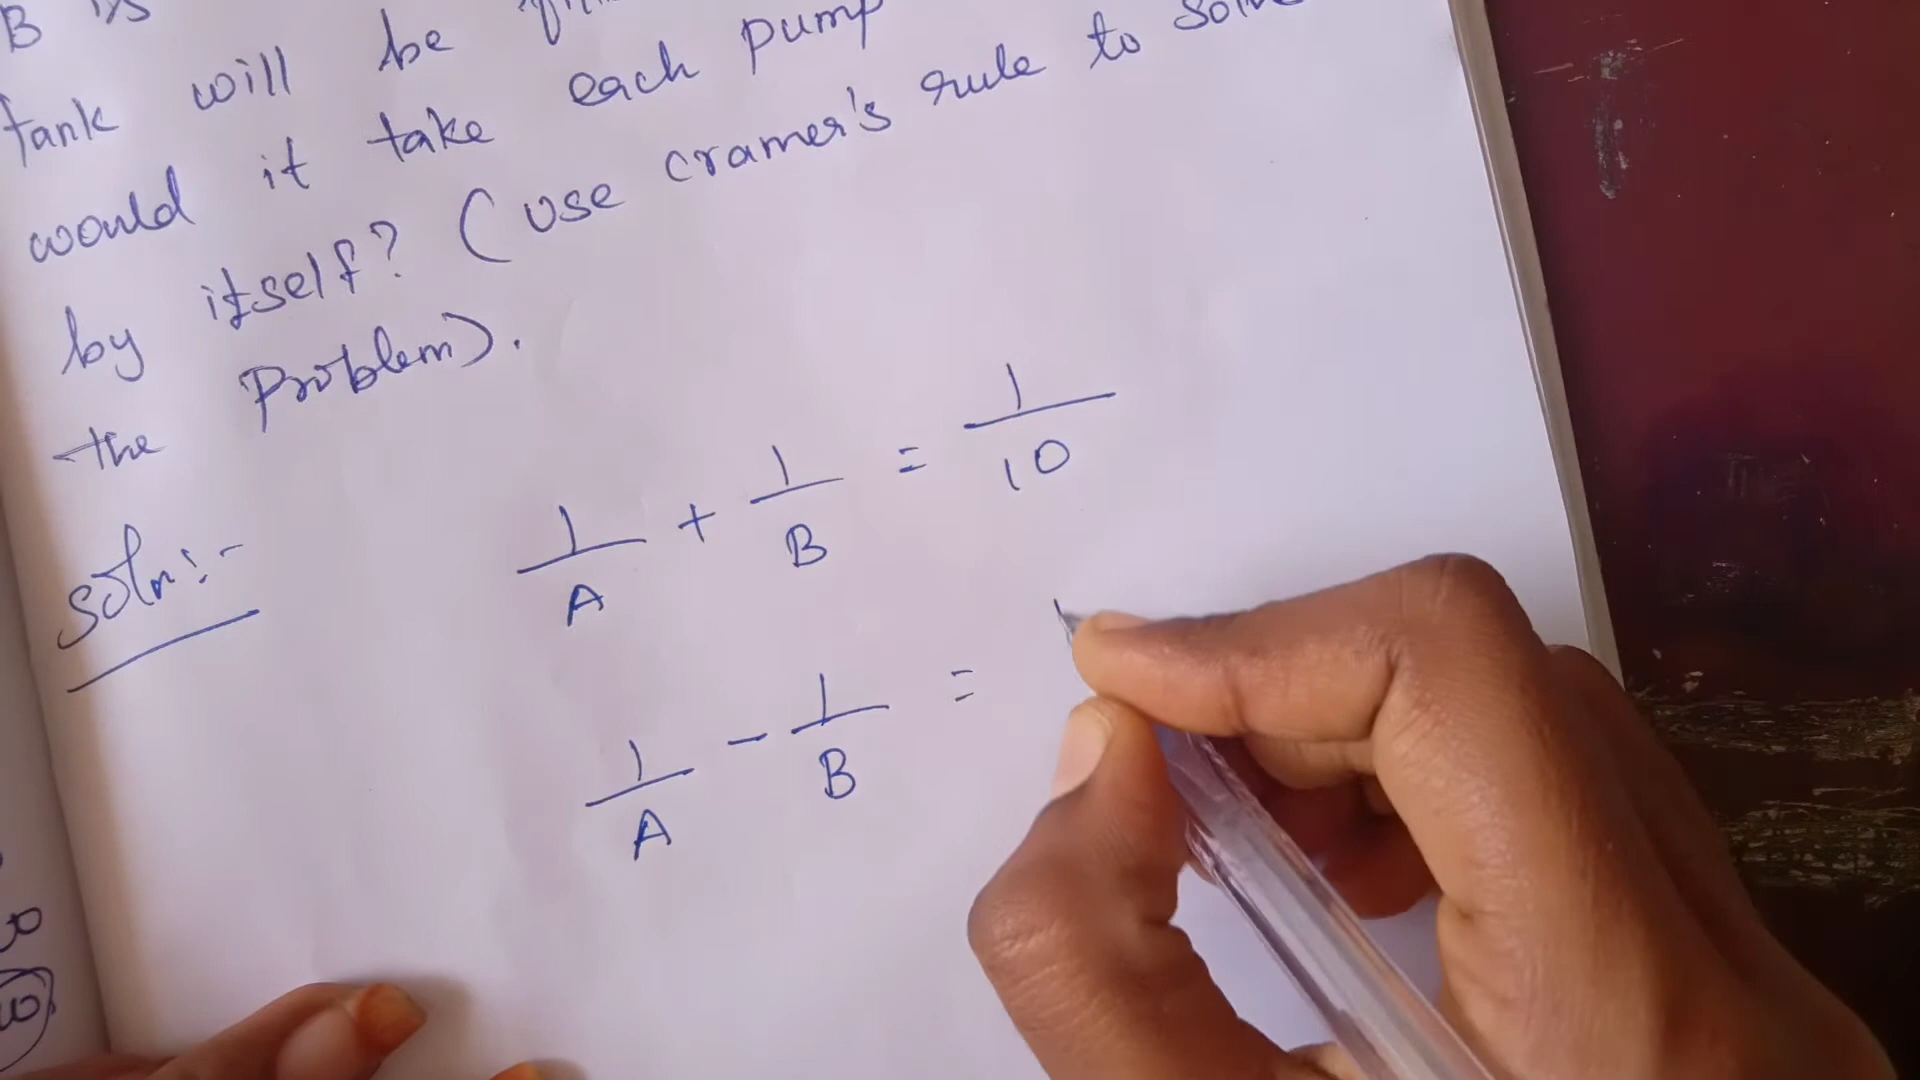 B is
tank will be
would it take each pump
by itself? (use cramer's rule to
the Problem).
soln:-
1/A + 1/B = 1/10
1/A - 1/B =